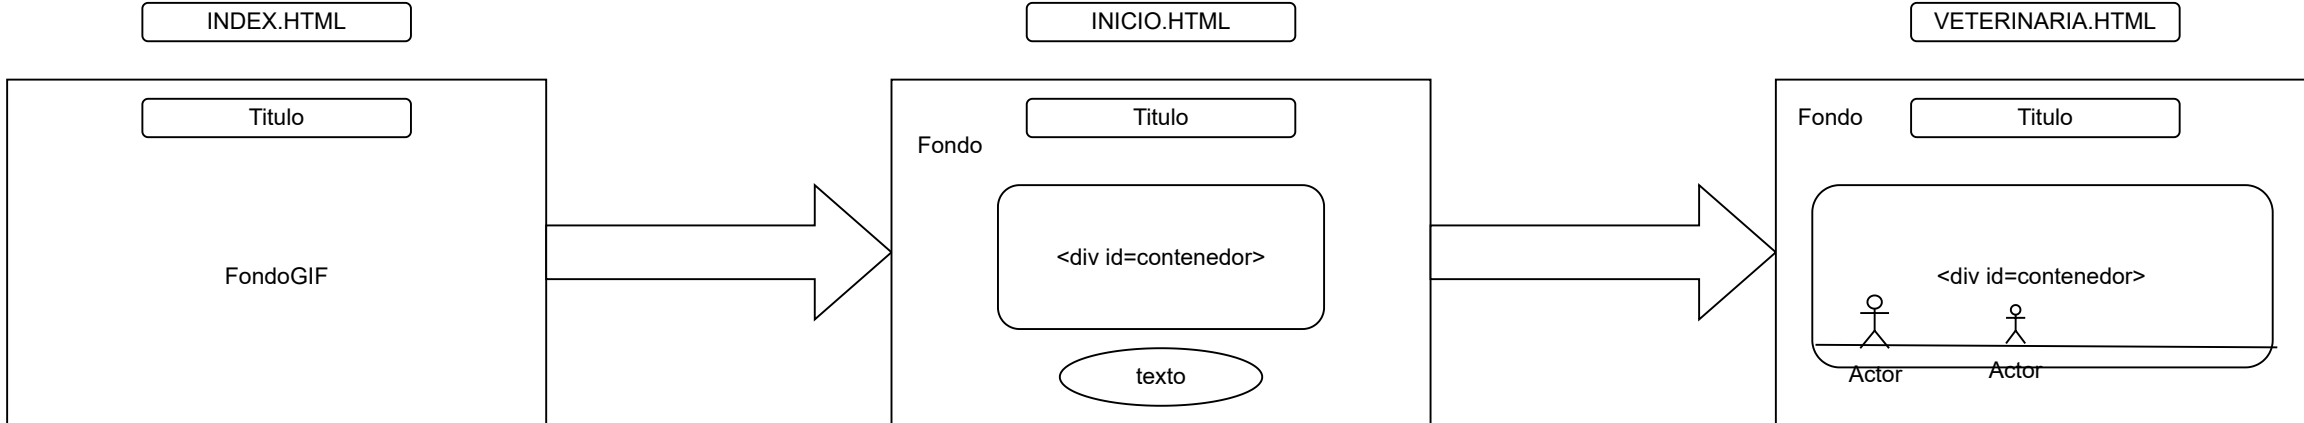 INDEX.HTML
Titulo
FondoGIF
INICIO.HTML
Titulo
Fondo
<div id=contenedor>
texto
VETERINARIA.HTML
Fondo
Titulo
<div id=contenedor>
Actor
Actor